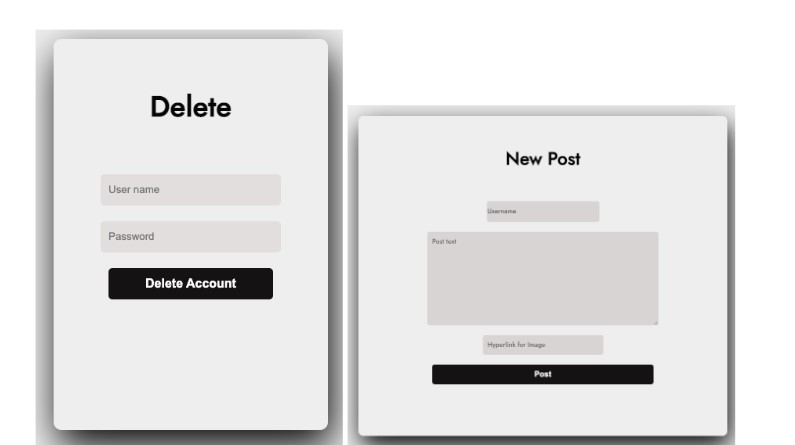 Delete
User name
Password
Delete Account
New Post
Username
Post text
Hyperlink for Image
Post